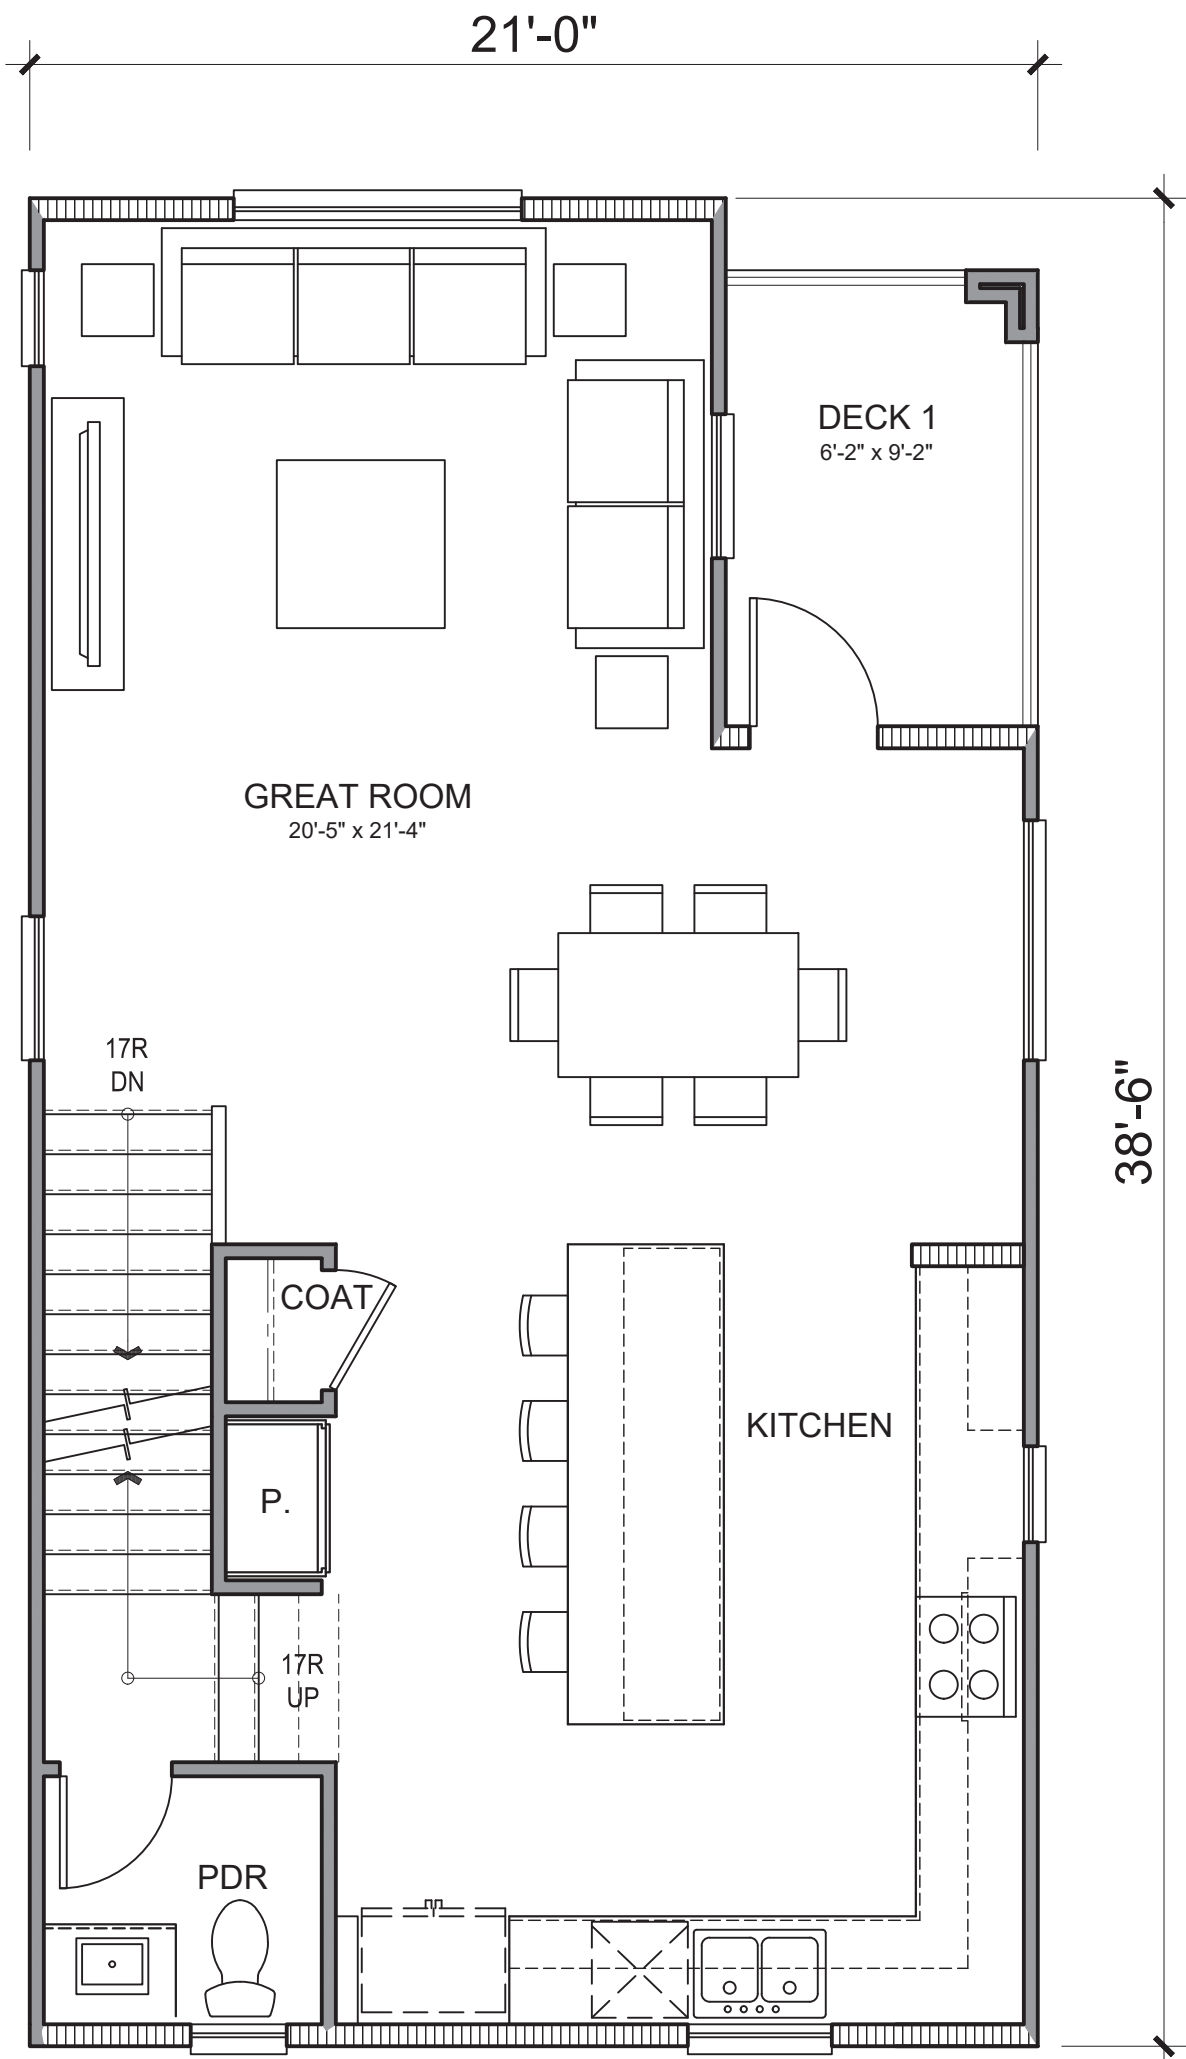 21'-0"
DECK 1
6'-2" x 9'-2"
GREAT ROOM
20'-5" x 21'-4"
17R
DN
38'-6"
COAT
KITCHEN
P.
17R
UP
PDR